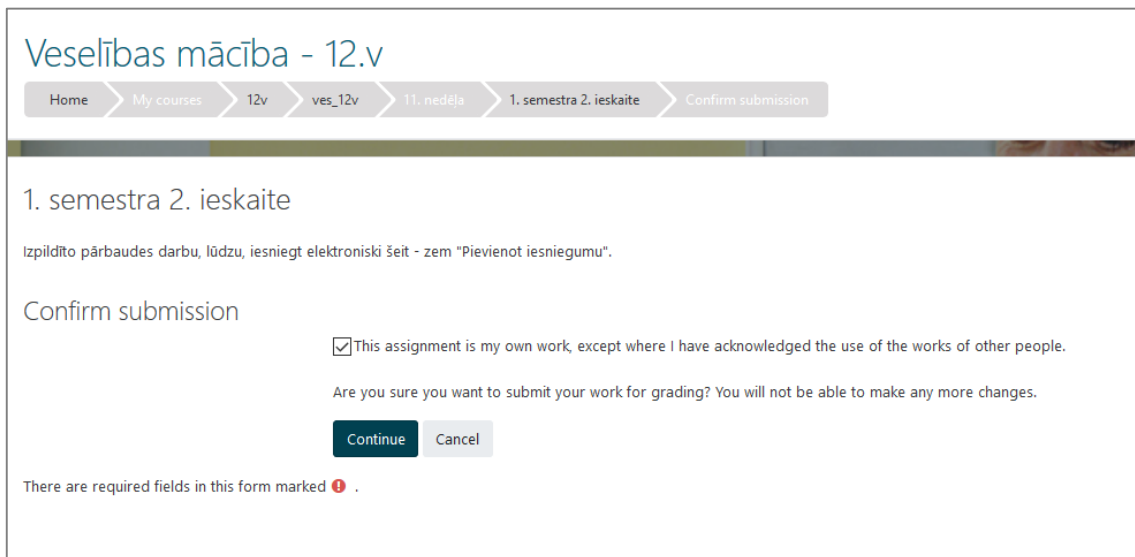 Veselības mācība - 12.v
Home My courses 12v ves_12v 11. nedēļa 1. semestra 2. ieskaite Confirm submission
1. semestra 2. ieskaite
Izpildīto pārbaudes darbu, lūdzu, iesniegt elektroniski šeit - zem "Pievienot iesniegumu".
Confirm submission
This assignment is my own work, except where I have acknowledged the use of the works of other people.
Are you sure you want to submit your work for grading? You will not be able to make any more changes.
Continue Cancel
There are required fields in this form marked .